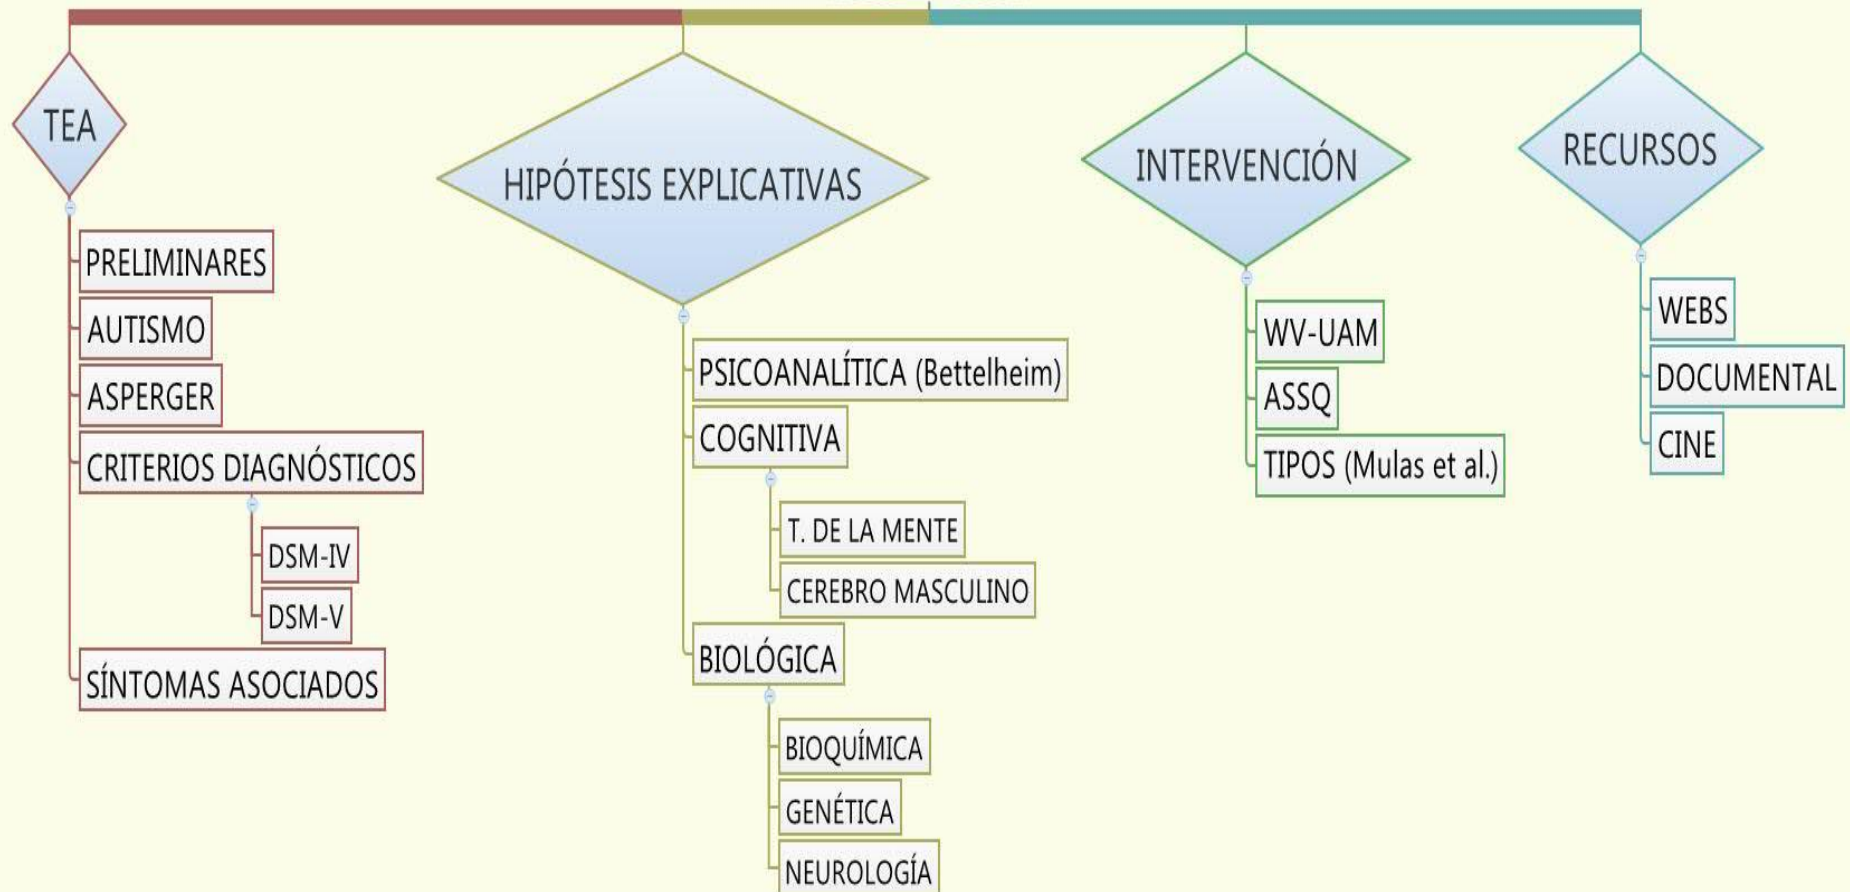 TEA
PRELIMINARES
AUTISMO
ASPERGER
CRITERIOS DIAGNÓSTICOS
DSM-IV
DSM-V
SÍNTOMAS ASOCIADOS
HIPÓTESIS EXPLICATIVAS
PSICOANALÍTICA (Bettelheim)
COGNITIVA
T. DE LA MENTE
CEREBRO MASCULINO
BIOLÓGICA
BIOQUÍMICA
GENÉTICA
NEUROLOGÍA
INTERVENCIÓN
WV-UAM
ASSQ
TIPOS (Mulas et al.)
RECURSOS
WEBS
DOCUMENTAL
CINE